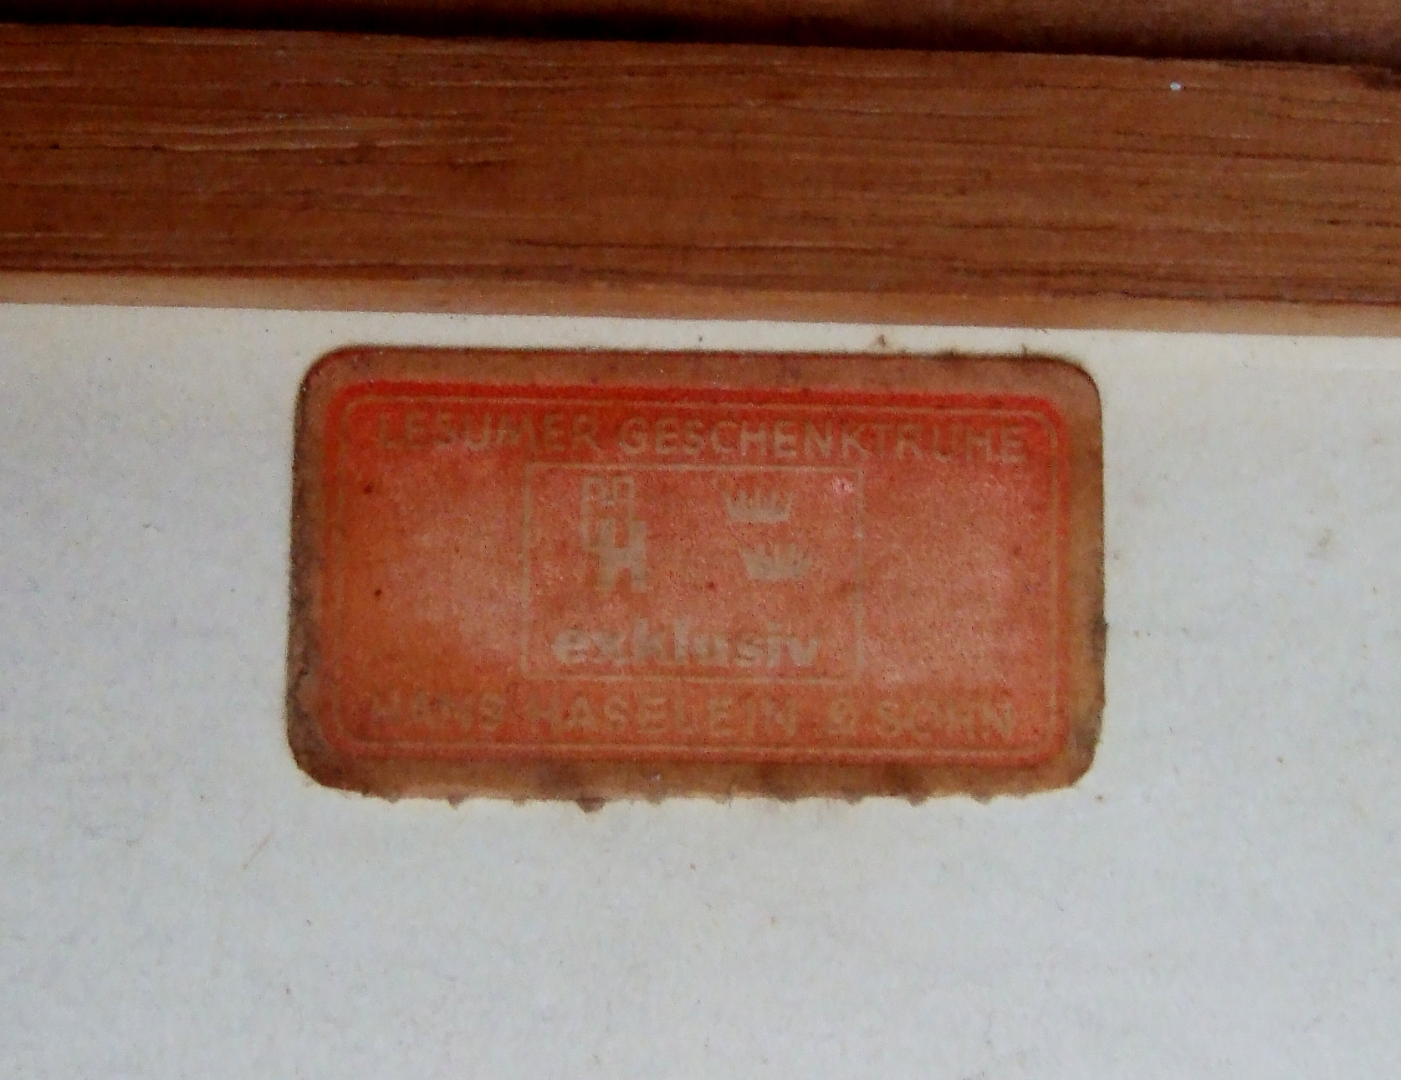 LESUMER GESCHENKTRUHE
exklusiv
HANS HASELEIN & SOHN